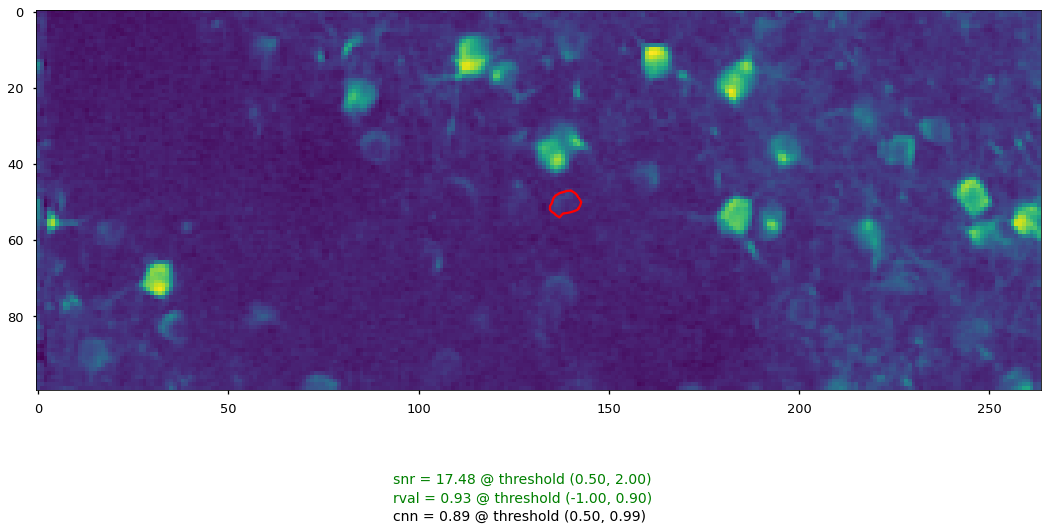 0
20
40
60
80
0 50 100 150 200 250
snr = 17.48 @ threshold (0.50, 2.00)
rval = 0.93 @ threshold (-1.00, 0.90)
cnn = 0.89 @ threshold (0.50, 0.99)